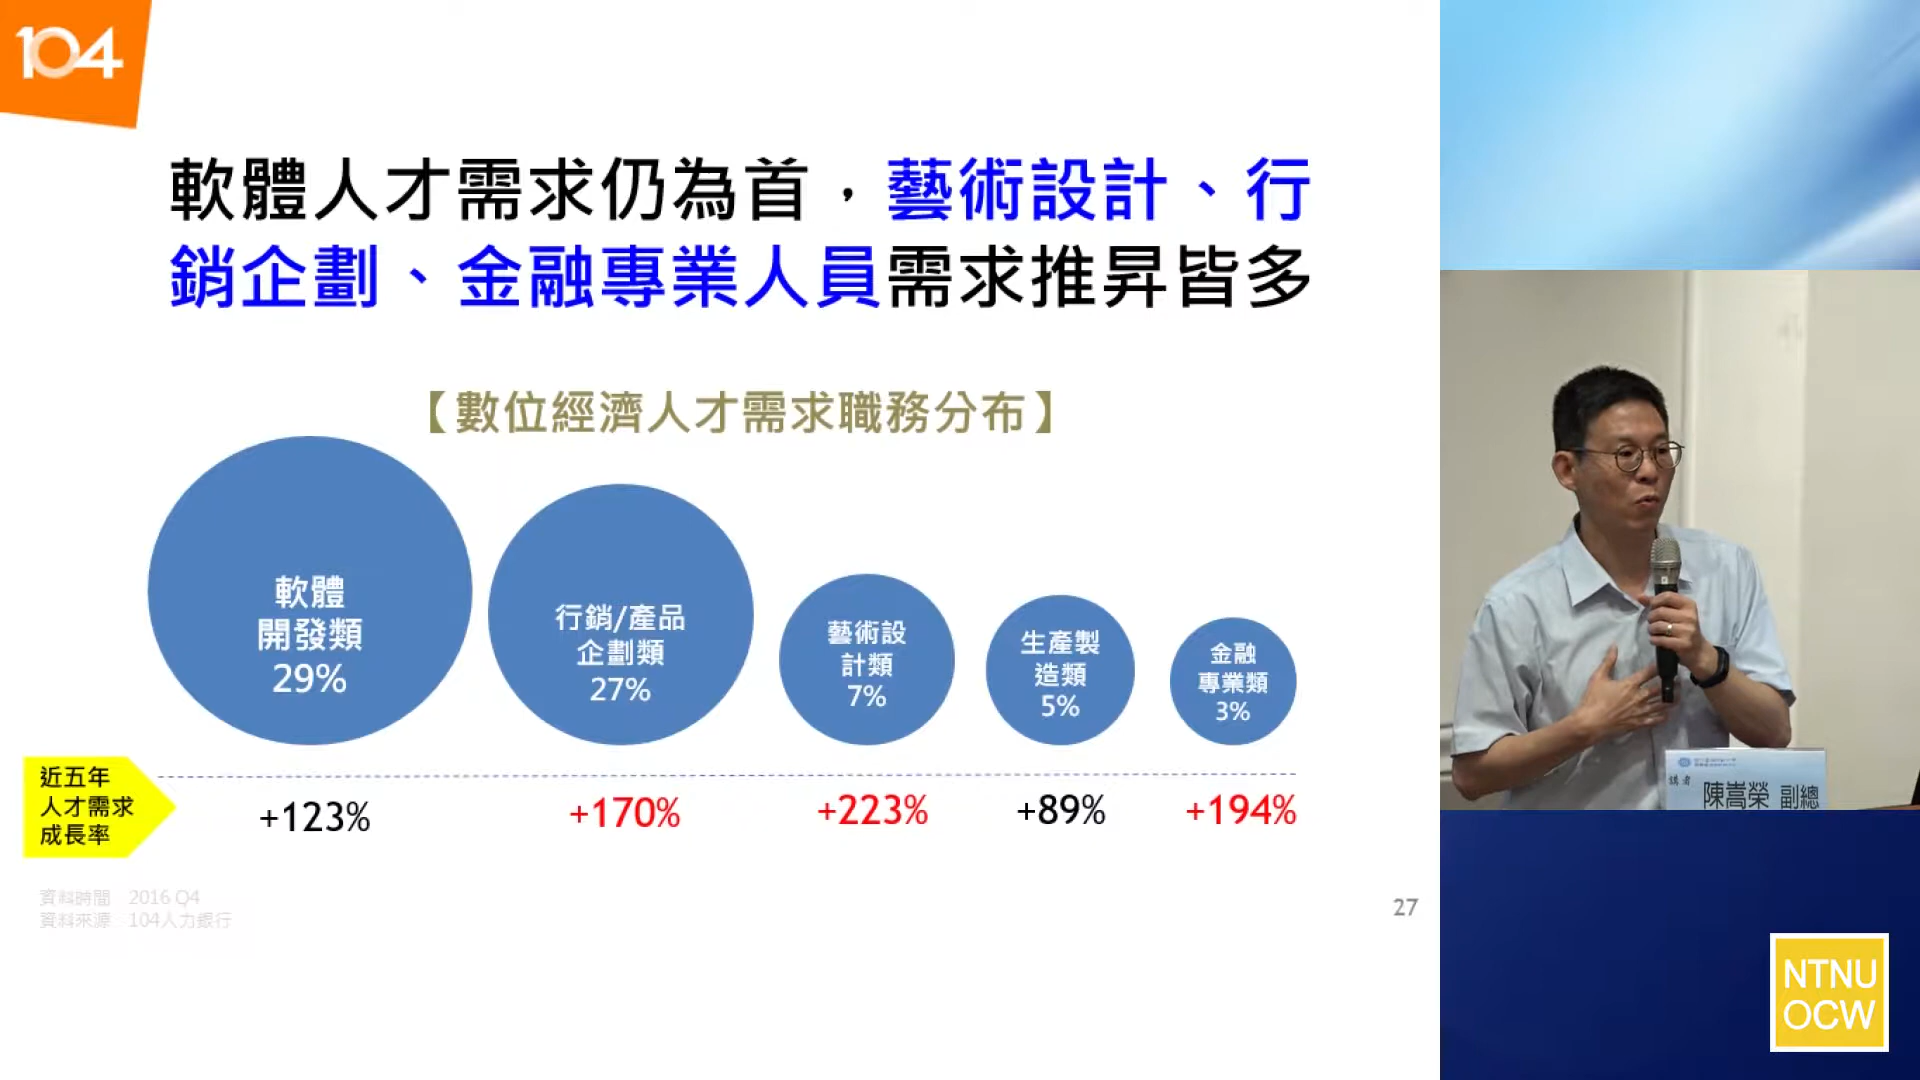 104
軟體人才需求仍為首，藝術設計、行
銷企劃、金融專業人員需求推昇皆多
【數位經濟人才需求職務分布】
軟體
開發類
29%
行銷/產品
企劃類
27%
藝術設
計類
7%
生產製
造類
5%
金融
專業類
3%
近五年
人才需求
成長率
+123%
+170%
+223%
+89%
+194%
資料時間 2016 Q4
資料來源 104人力銀行
27
講者
陳嵩榮 副總
NTNU
OCW